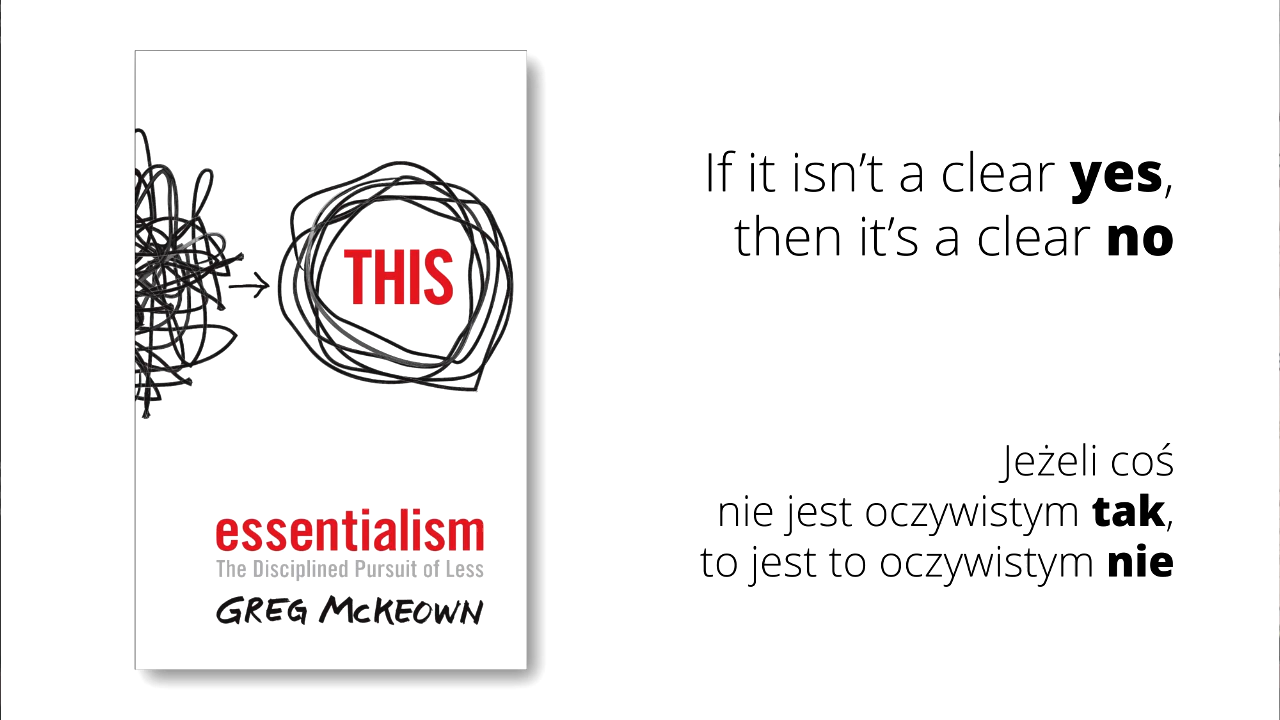 THIS
essentialism
The Disciplined Pursuit of Less
GREG McKEOWN
If it isn't a clear yes,
then it's a clear no
Jeżeli coś
nie jest oczywistym tak,
to jest to oczywistym nie